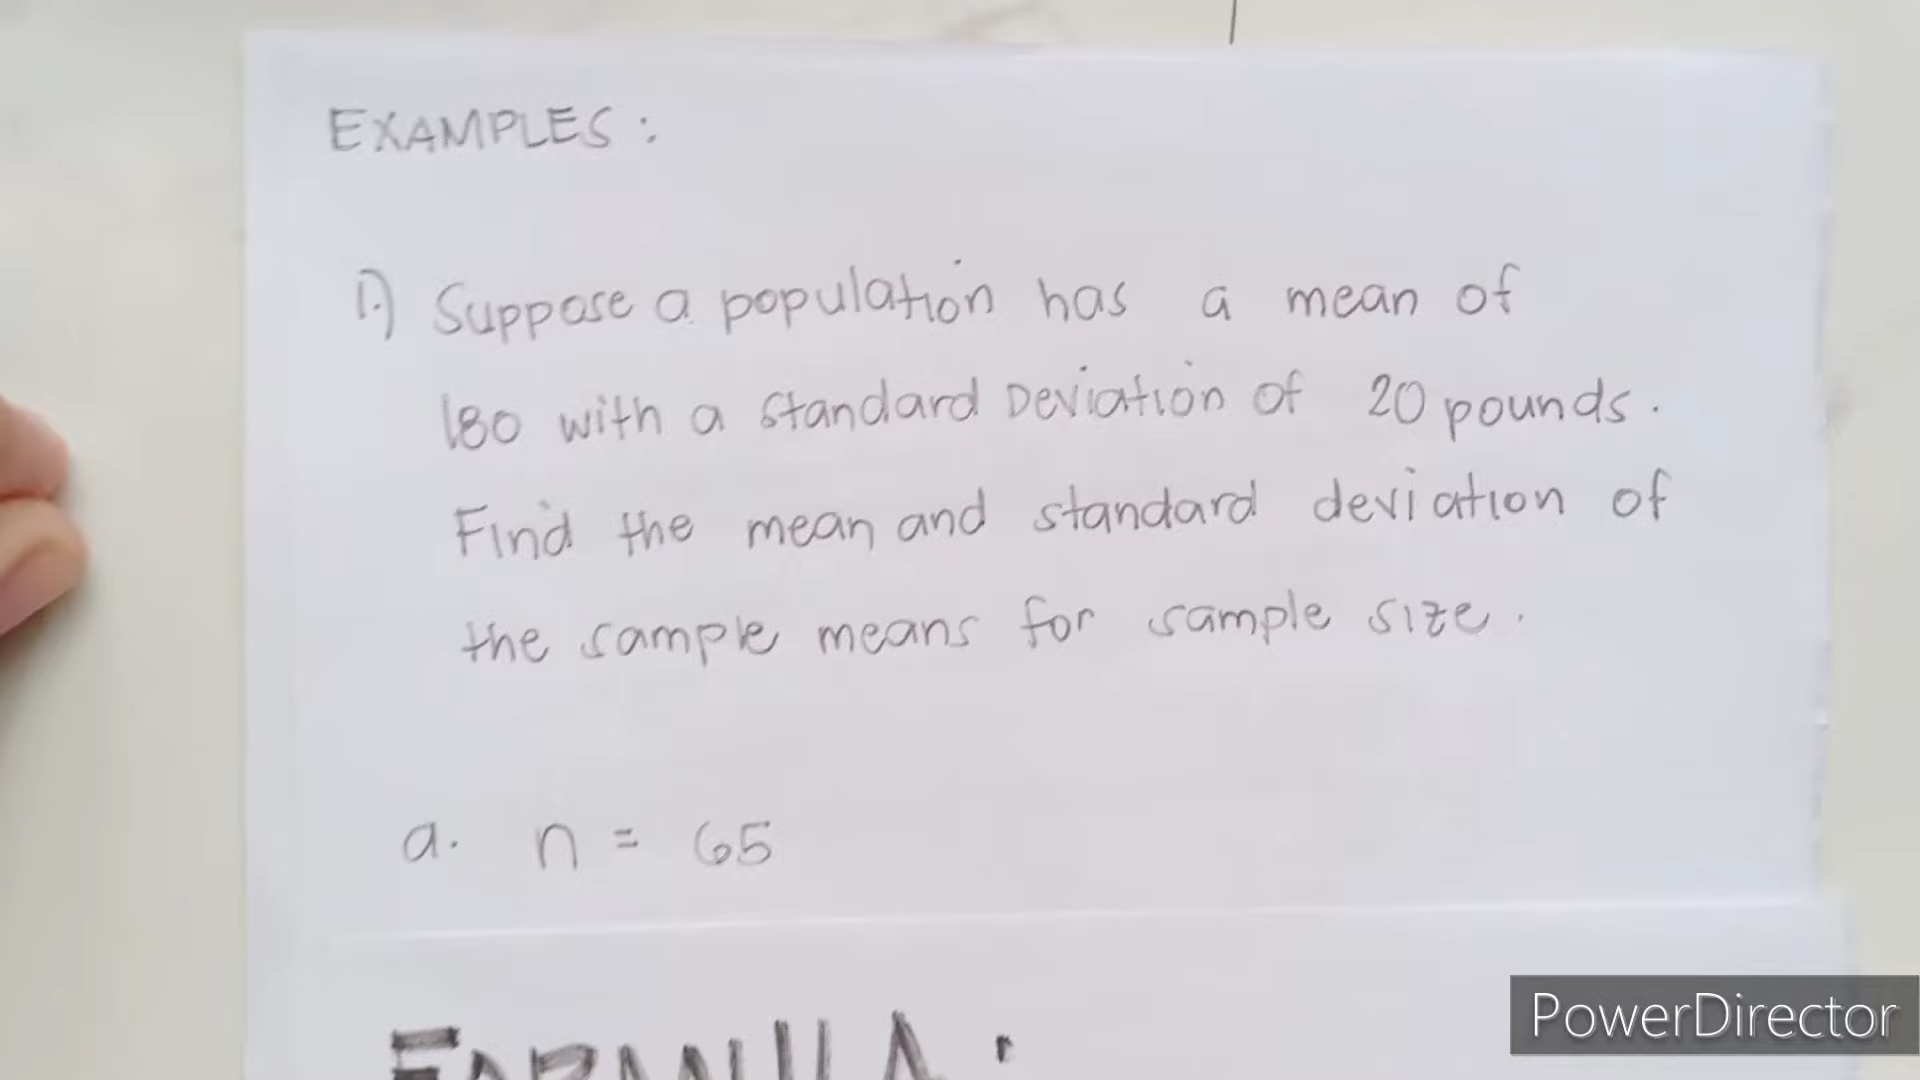 EXAMPLES:
1.) Suppose a population has a mean of
180 with a standard Deviation of 20 pounds.
Find the mean and standard deviation of
the sample means for sample size.
a. n = 65
FORMULA:
PowerDirector